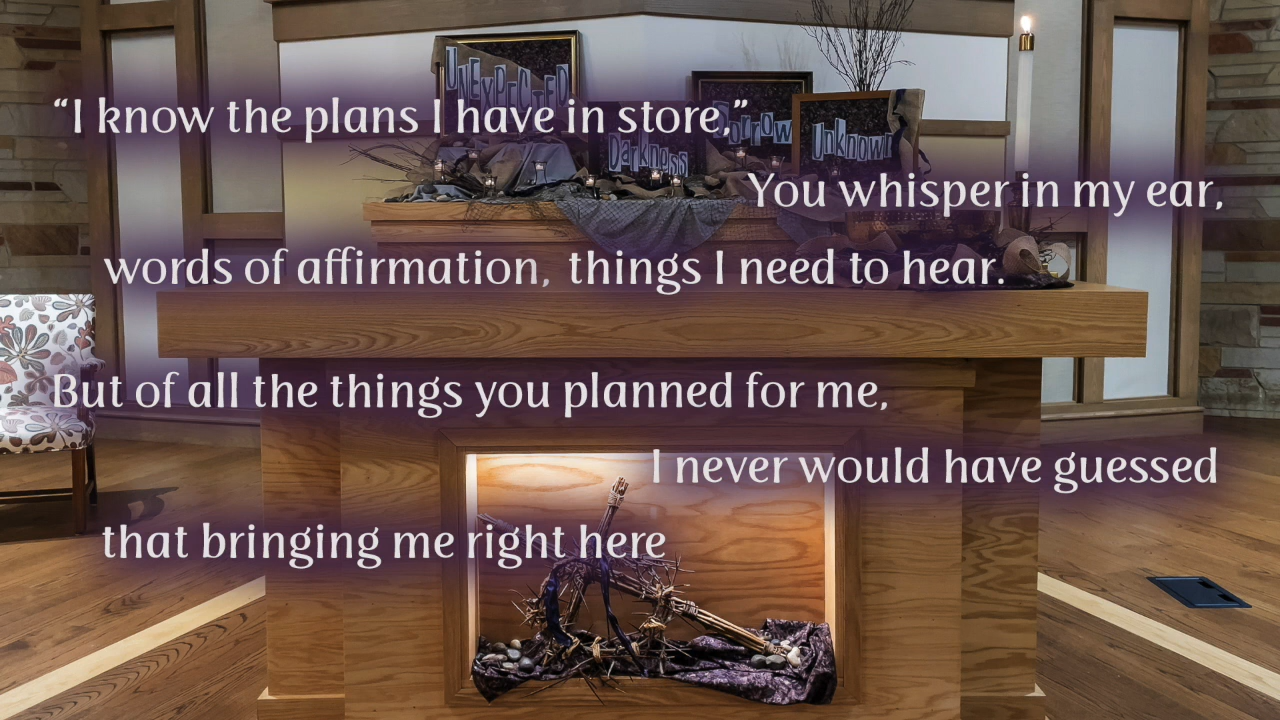 UNEXPECTED
“I know the plans I have in store,”
Sorrow
Unknown
Darkness
You whisper in my ear,
words of affirmation, things I need to hear.
But of all the things you planned for me,
I never would have guessed
that bringing me right here